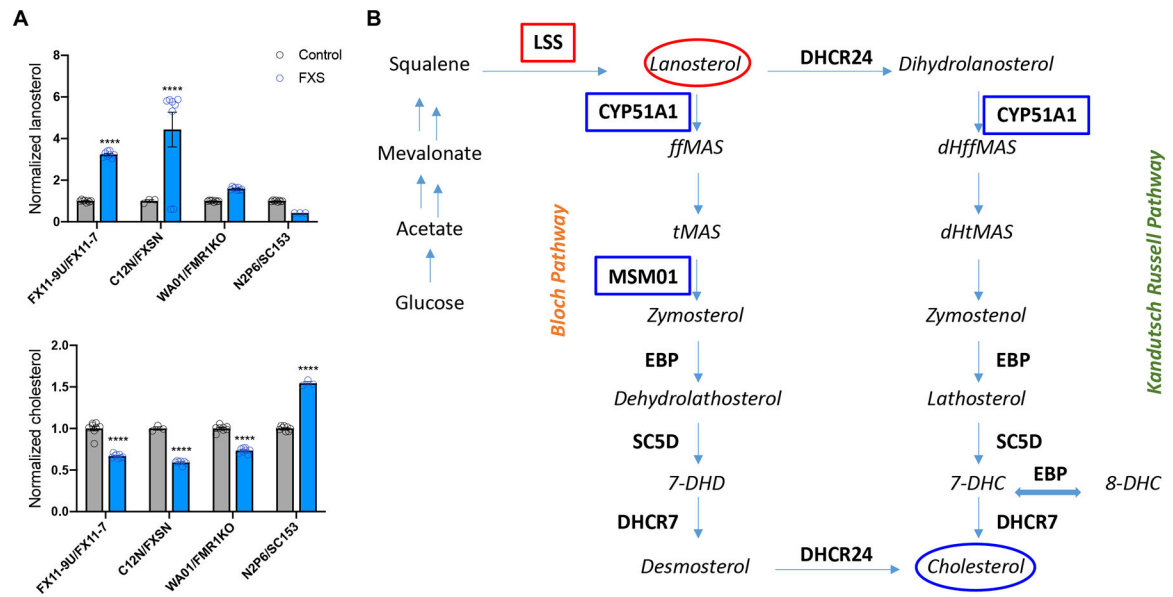 A
Normalized lanosterol
8
6
4
2
0
****
****
Control
FXS
FX11-9U/FX11-7
C12N/FXSN
WA01/FMR1KO
N2P6/SC153
Normalized cholesterol
2.0
1.5
1.0
0.5
0.0
****
****
****
****
FX11-9U/FX11-7
C12N/FXSN
WA01/FMR1KO
N2P6/SC153
B
Squalene
LSS
Lanosterol
DHCR24
Dihydrolanosterol
CYP51A1
CYP51A1
Mevalonate
ffMAS
dHffMAS
Acetate
tMAS
dHtMAS
MSM01
Glucose
Bloch Pathway
Kandutsch Russell Pathway
Zymosterol
Zymostenol
EBP
EBP
Dehydrolathosterol
Lathosterol
SC5D
SC5D
7-DHD
7-DHC
EBP
8-DHC
DHCR7
DHCR7
Desmosterol
DHCR24
Cholesterol